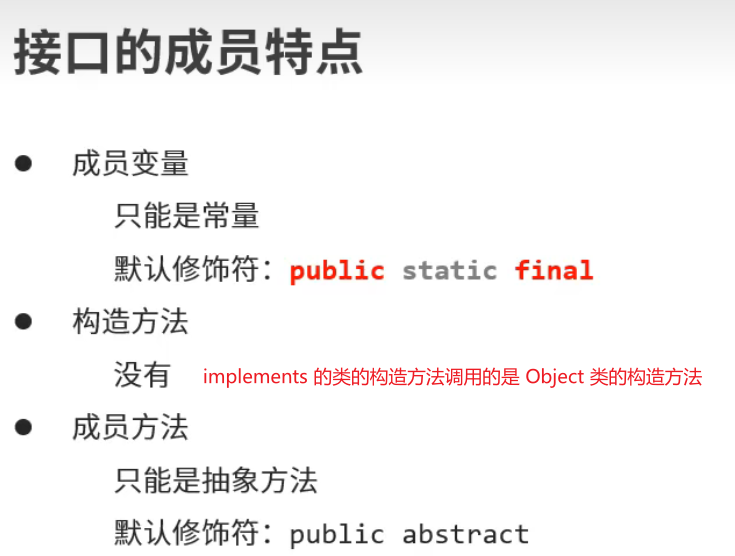 接口的成员特点
● 成员变量
只能是常量
默认修饰符：public static final
● 构造方法
没有 implements 的类的构造方法调用的是 Object 类的构造方法
● 成员方法
只能是抽象方法
默认修饰符：public abstract